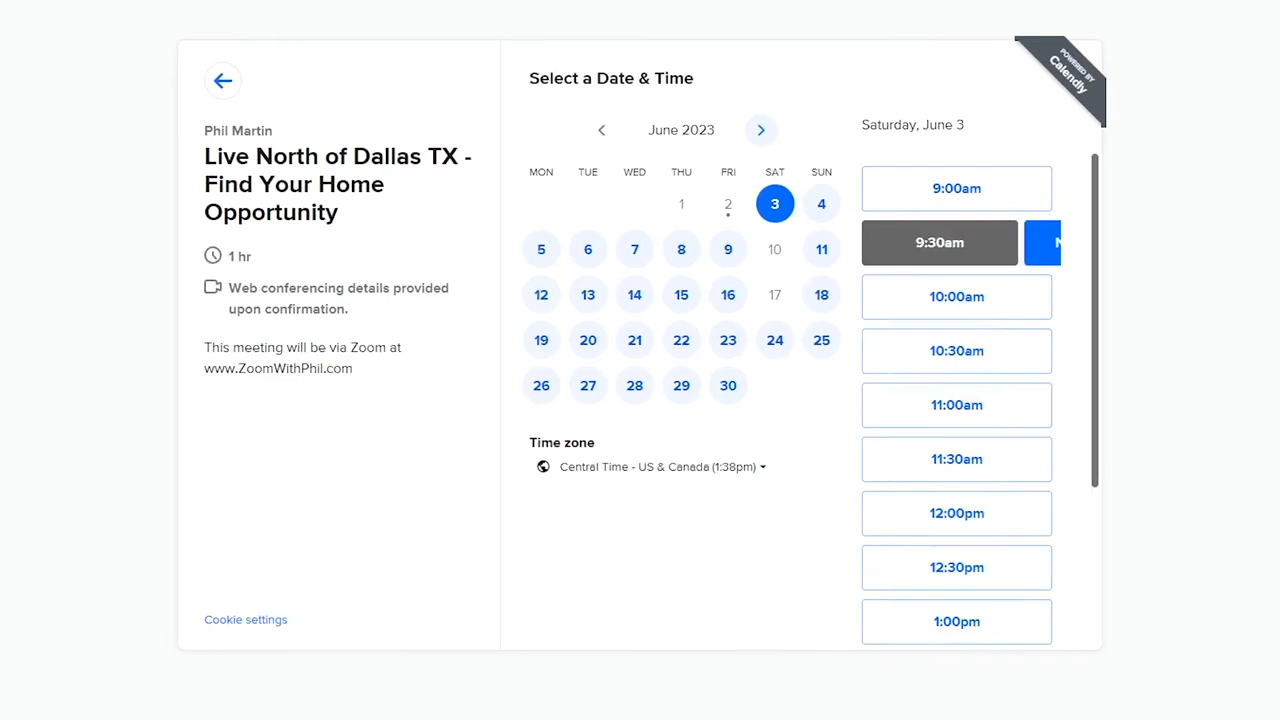 Phil Martin
Live North of Dallas TX -
Find Your Home
Opportunity
1 hr
Web conferencing details provided
upon confirmation.
This meeting will be via Zoom at
www.ZoomWithPhil.com
Cookie settings
Select a Date & Time
June 2023
MON TUE WED THU FRI SAT SUN
1 2 3 4
5 6 7 8 9 10 11
12 13 14 15 16 17 18
19 20 21 22 23 24 25
26 27 28 29 30
Time zone
Central Time - US & Canada (1:38pm)
POWERED BY
Calendly
Saturday, June 3
9:00am
9:30am
10:00am
10:30am
11:00am
11:30am
12:00pm
12:30pm
1:00pm